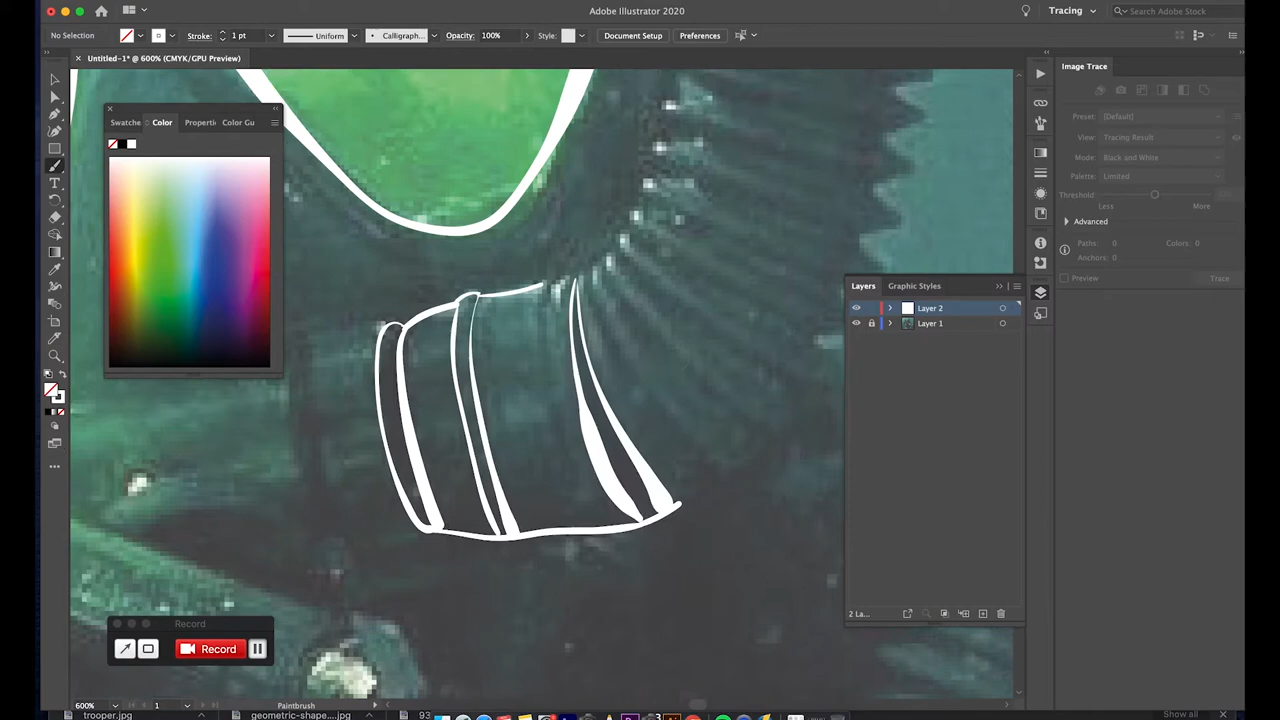 Adobe Illustrator 2020
Tracing
Search Adobe Stock
No Selection
Stroke:
1 pt
Uniform
Calligraph...
Opacity:
100%
Style:
Document Setup
Preferences
Untitled-1* @ 600% (CMYK/GPU Preview)
Swatche
Color
Properti
Color Gu
Image Trace
Preset:
[Default]
View:
Tracing Result
Mode:
Black and White
Palette:
Limited
Threshold:
Less
More
Advanced
Paths: 0
Colors: 0
Anchors: 0
Preview
Trace
Layers
Graphic Styles
Layer 2
Layer 1
2 La...
Record
Record
600%
1
Paintbrush
trooper.jpg
geometric-shape....jpg
93
Show all